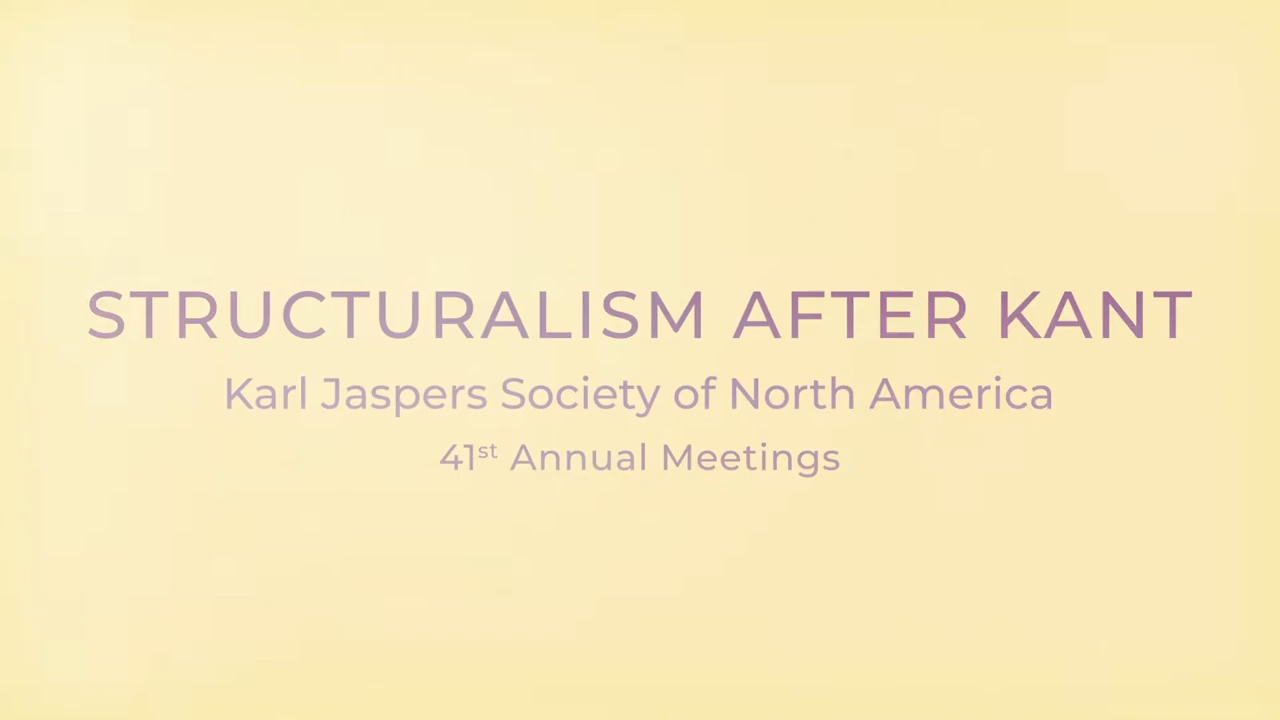 STRUCTURALISM AFTER KANT
Karl Jaspers Society of North America
41st Annual Meetings